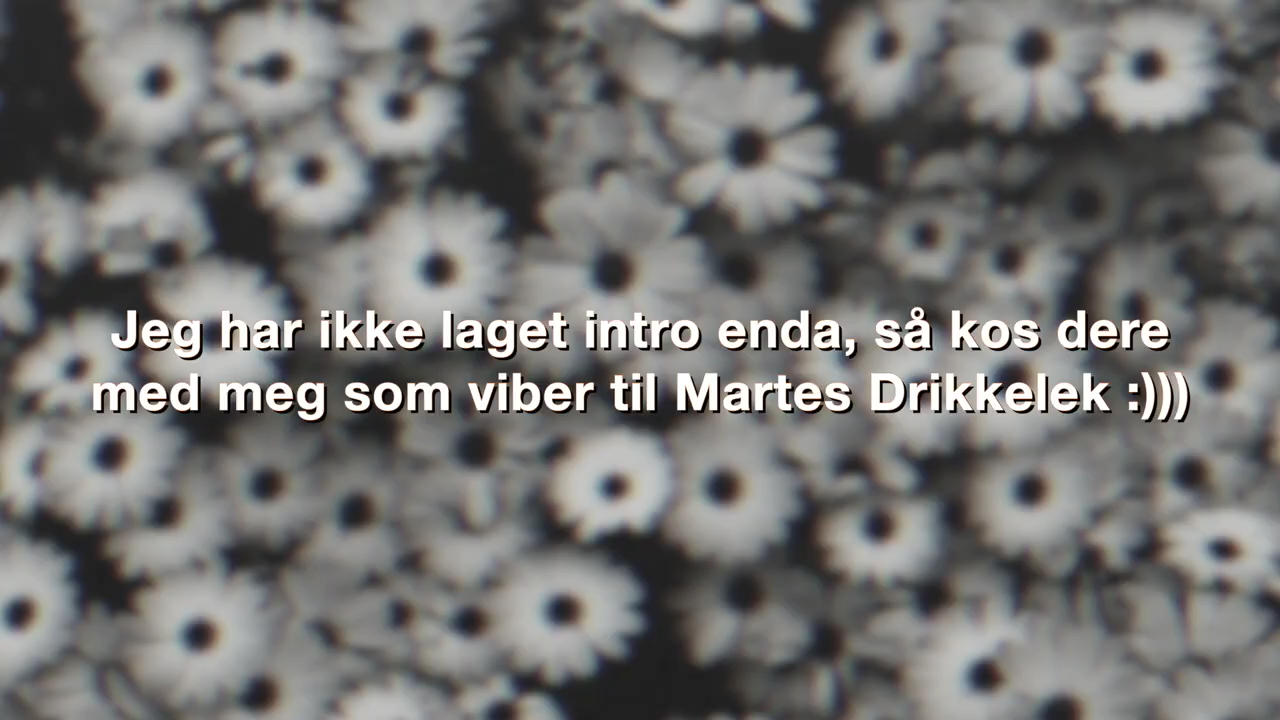 Jeg har ikke laget intro enda, så kos dere
med meg som viber til Martes Drikkelek :)))